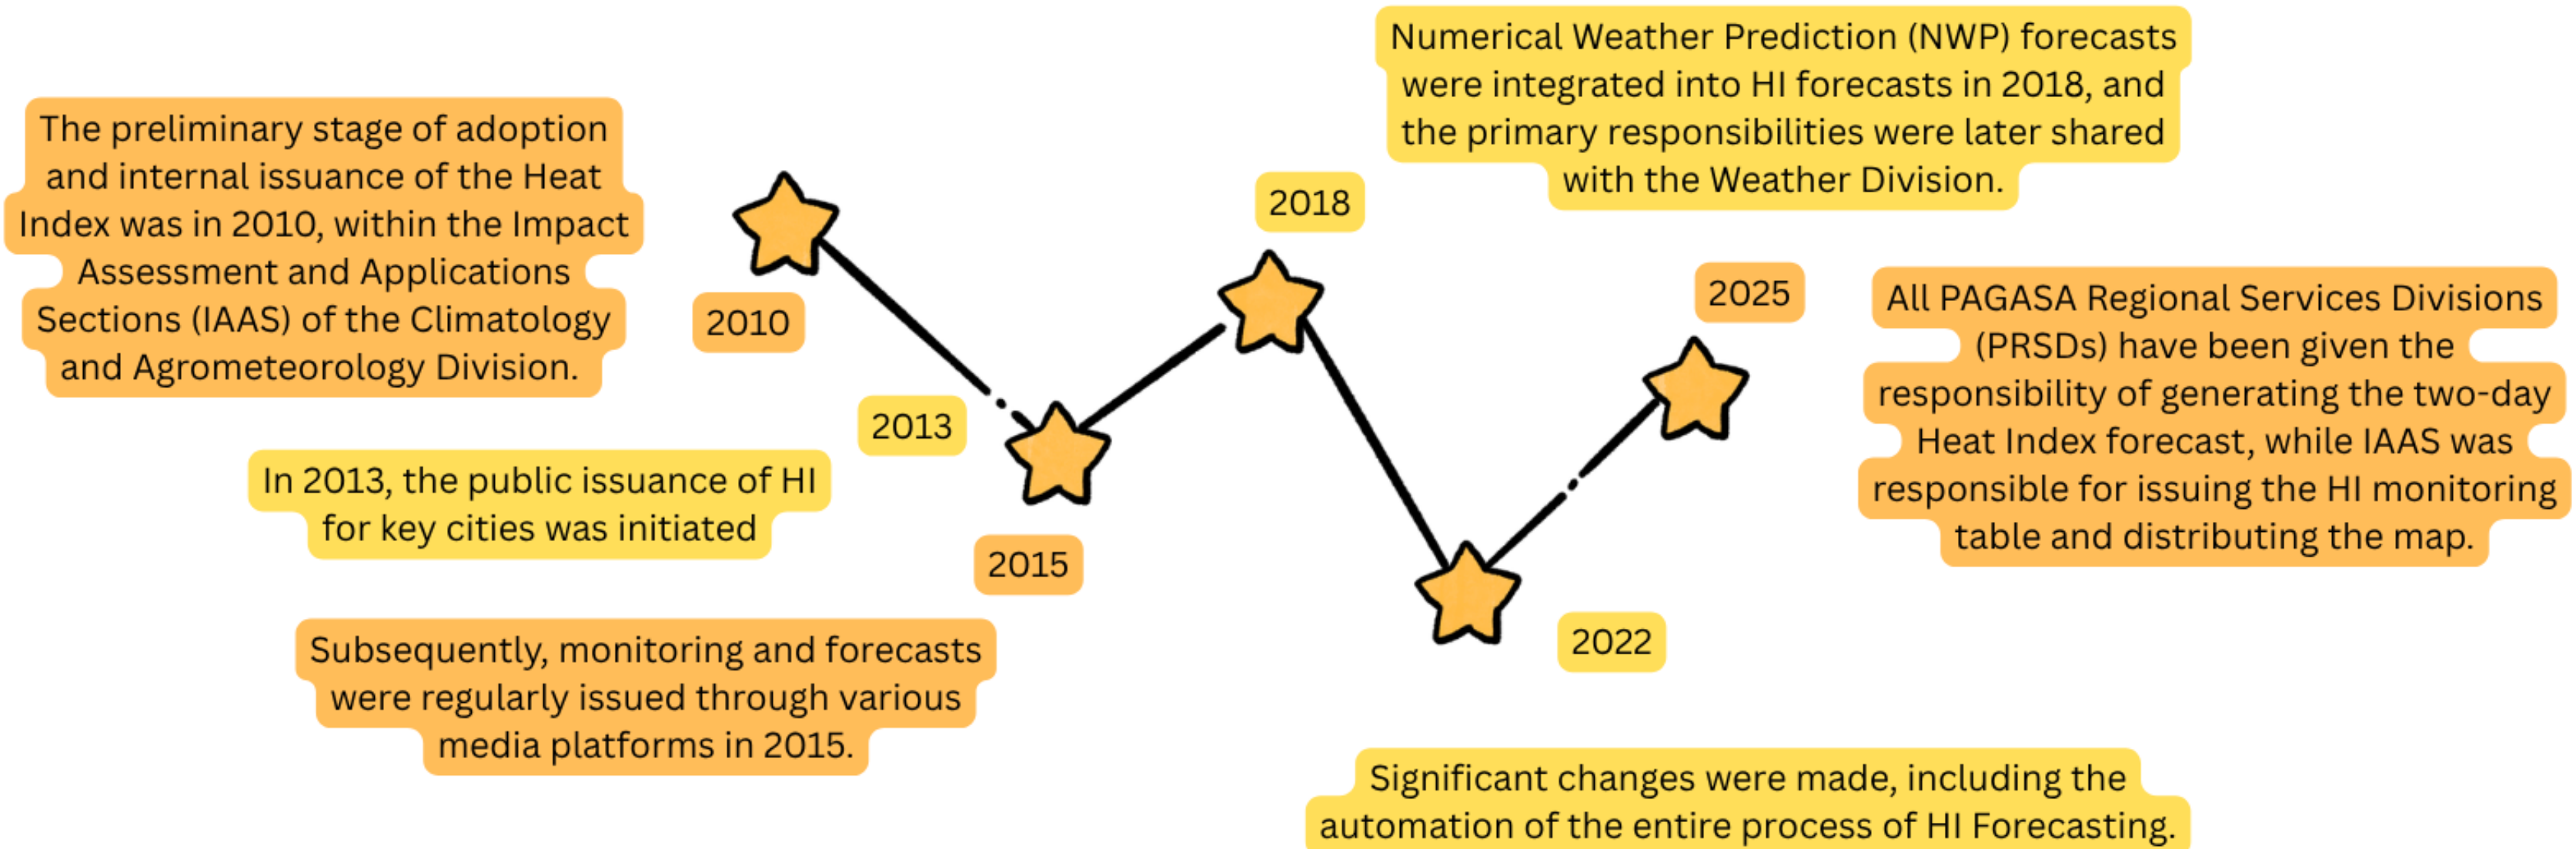 The preliminary stage of adoption
and internal issuance of the Heat
Index was in 2010, within the Impact
Assessment and Applications
Sections (IAAS) of the Climatology
and Agrometeorology Division.
2010
2013
In 2013, the public issuance of HI
for key cities was initiated
2015
Subsequently, monitoring and forecasts
were regularly issued through various
media platforms in 2015.
2018
Numerical Weather Prediction (NWP) forecasts
were integrated into HI forecasts in 2018, and
the primary responsibilities were later shared
with the Weather Division.
2022
Significant changes were made, including the
automation of the entire process of HI Forecasting.
2025
All PAGASA Regional Services Divisions
(PRSDs) have been given the
responsibility of generating the two-day
Heat Index forecast, while IAAS was
responsible for issuing the HI monitoring
table and distributing the map.